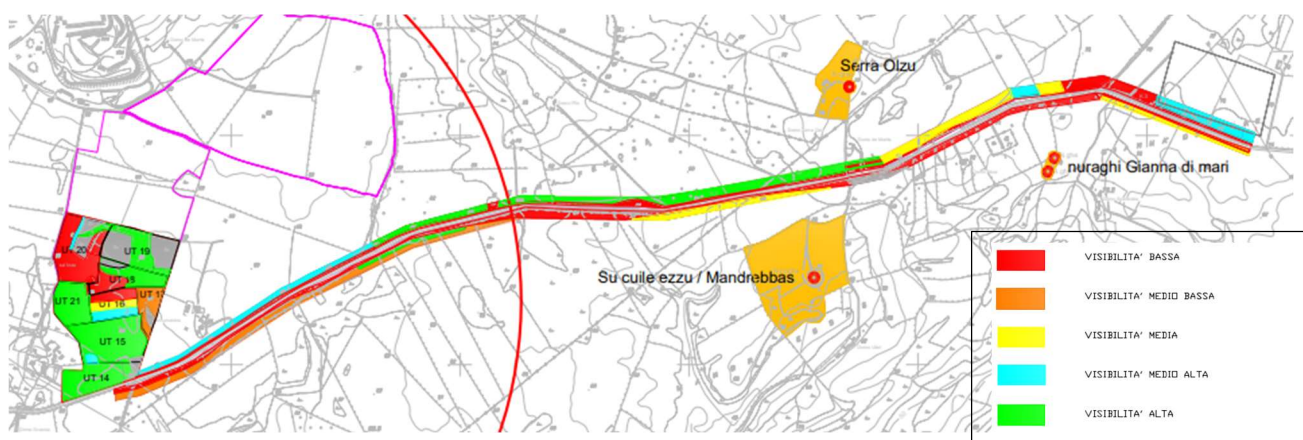 Serra Olzu
nuraghi Gianna di mari
Su cuile ezzu / Mandrebbas
UT 20
UT 19
UT 18
UT 17
UT 16
UT 21
UT 15
UT 14
VISIBILITA' BASSA
VISIBILITA' MEDIO BASSA
VISIBILITA' MEDIA
VISIBILITA' MEDIO ALTA
VISIBILITA' ALTA